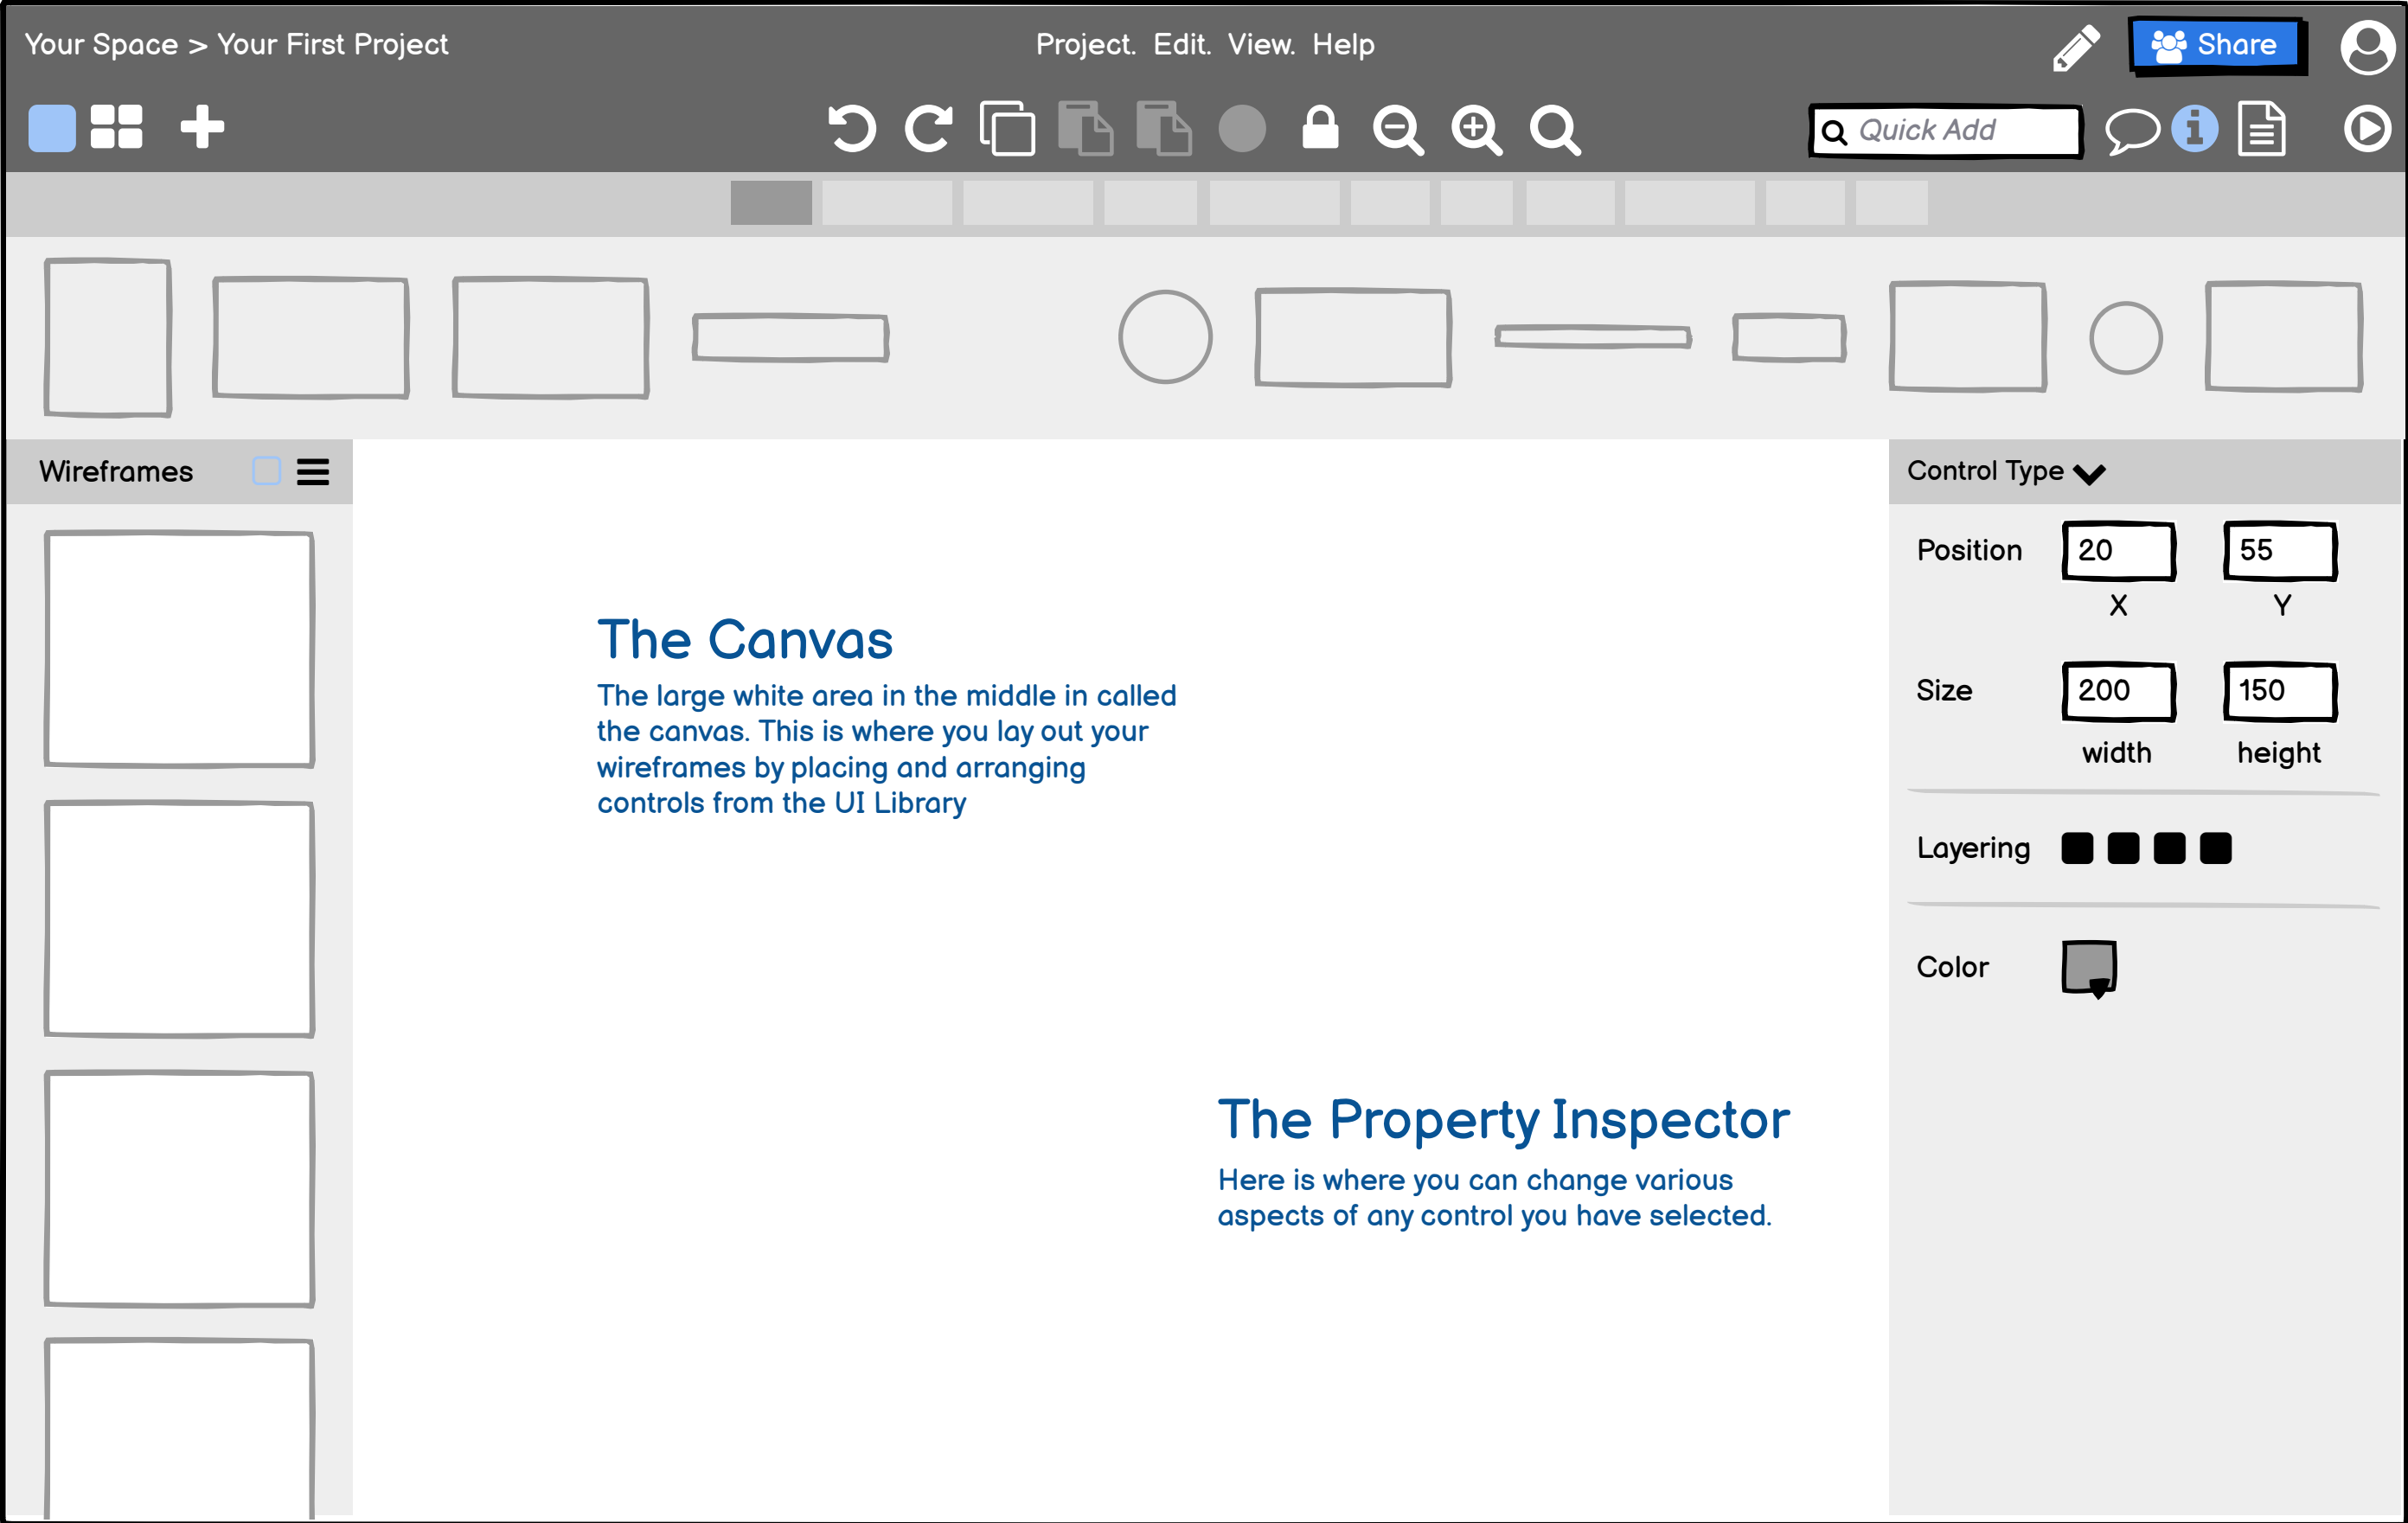 Your Space > Your First Project
Project. Edit. View. Help
Share
Quick Add
Wireframes
Control Type
Position 20 55
X Y
Size 200 150
width height
Layering
Color
The Canvas
The large white area in the middle in called
the canvas. This is where you lay out your
wireframes by placing and arranging
controls from the UI Library
The Property Inspector
Here is where you can change various
aspects of any control you have selected.